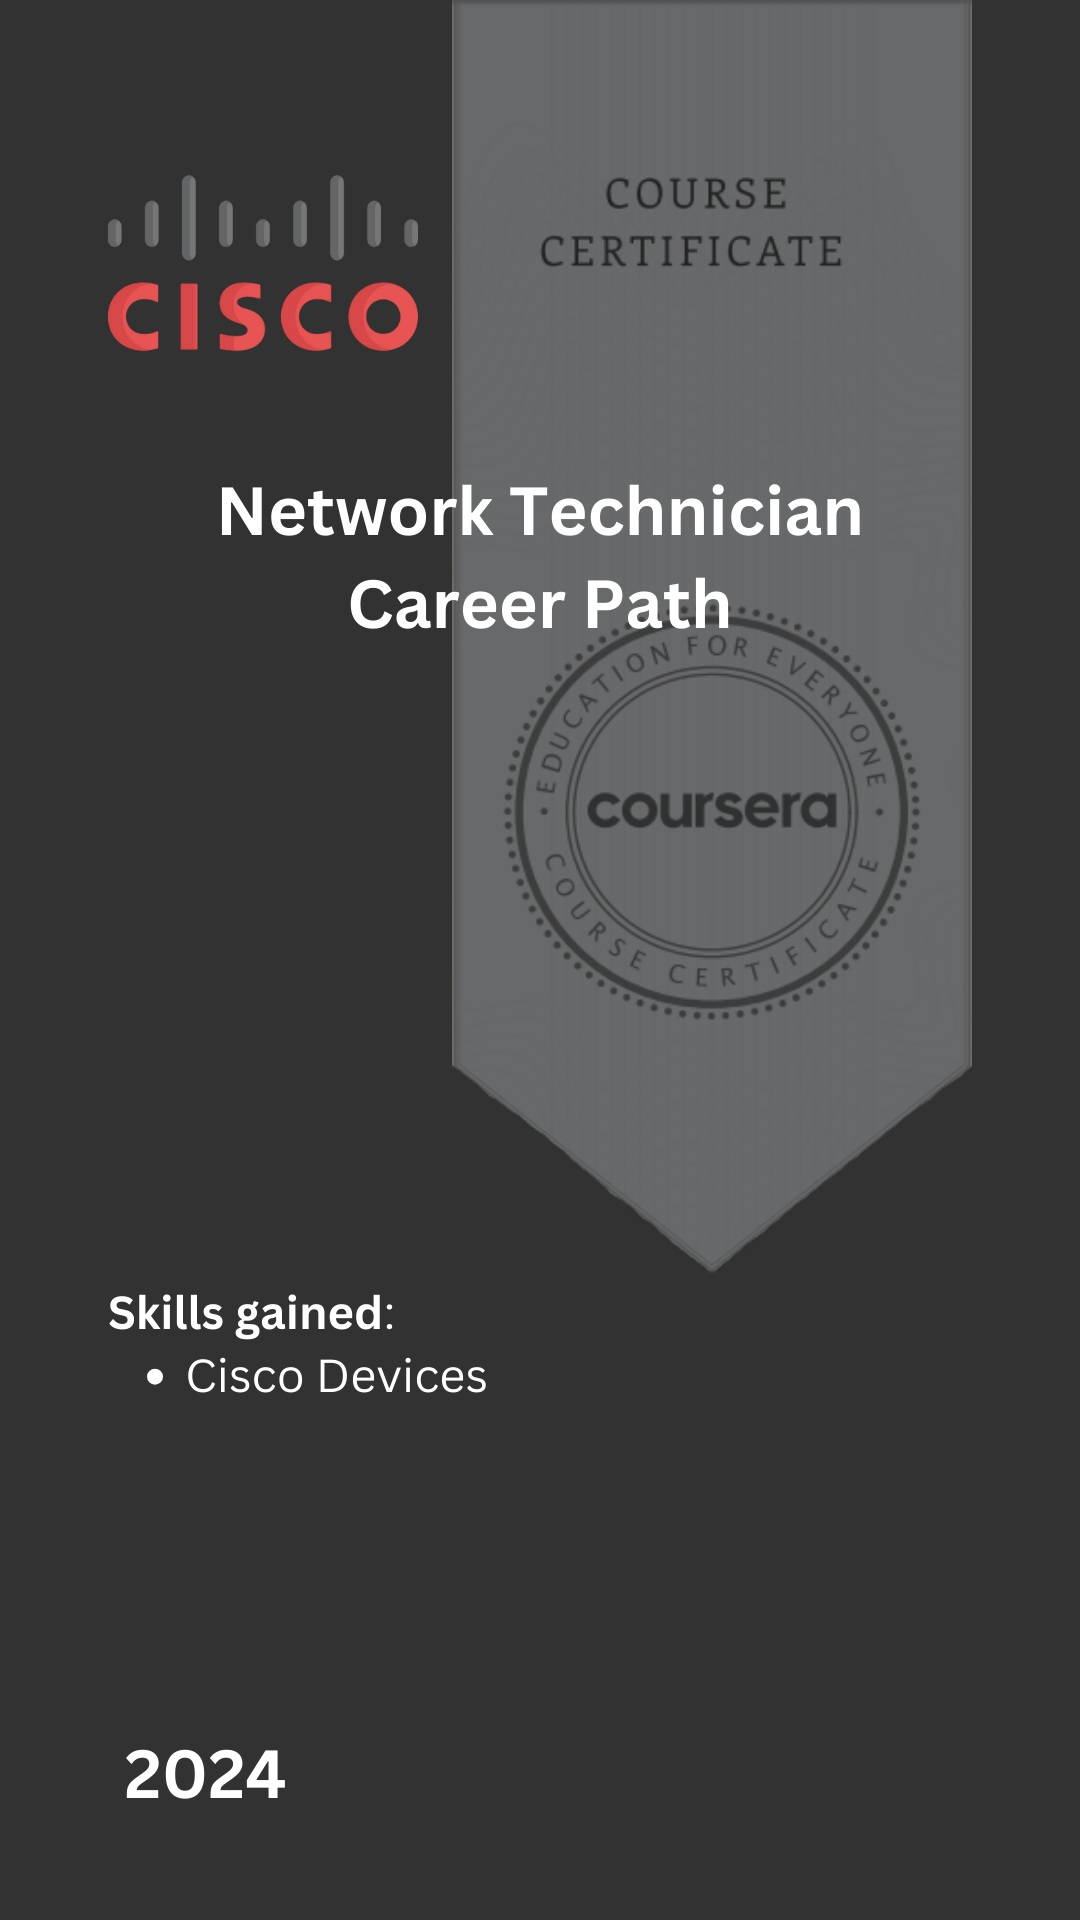 CISCO
COURSE
CERTIFICATE
Network Technician
Career Path
EDUCATION FOR EVERYONE
coursera
COURSE CERTIFICATE
Skills gained:
• Cisco Devices
2024